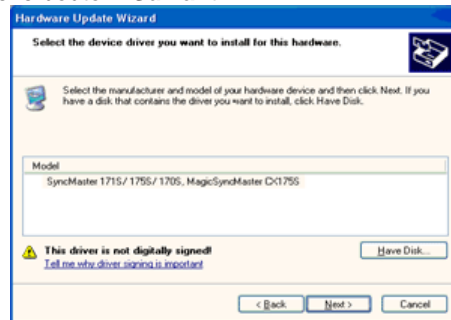 Hardware Update Wizard
Select the device driver you want to install for this hardware.
Select the manufacturer and model of your hardware device and then click Next. If you
have a disk that contains the driver you want to install, click Have Disk.
Model
SyncMaster 171S/ 175S/ 170S, MagicSyncMaster CX175S
This driver is not digitally signed!
Have Disk...
Tell me why driver signing is important
< Back
Next >
Cancel